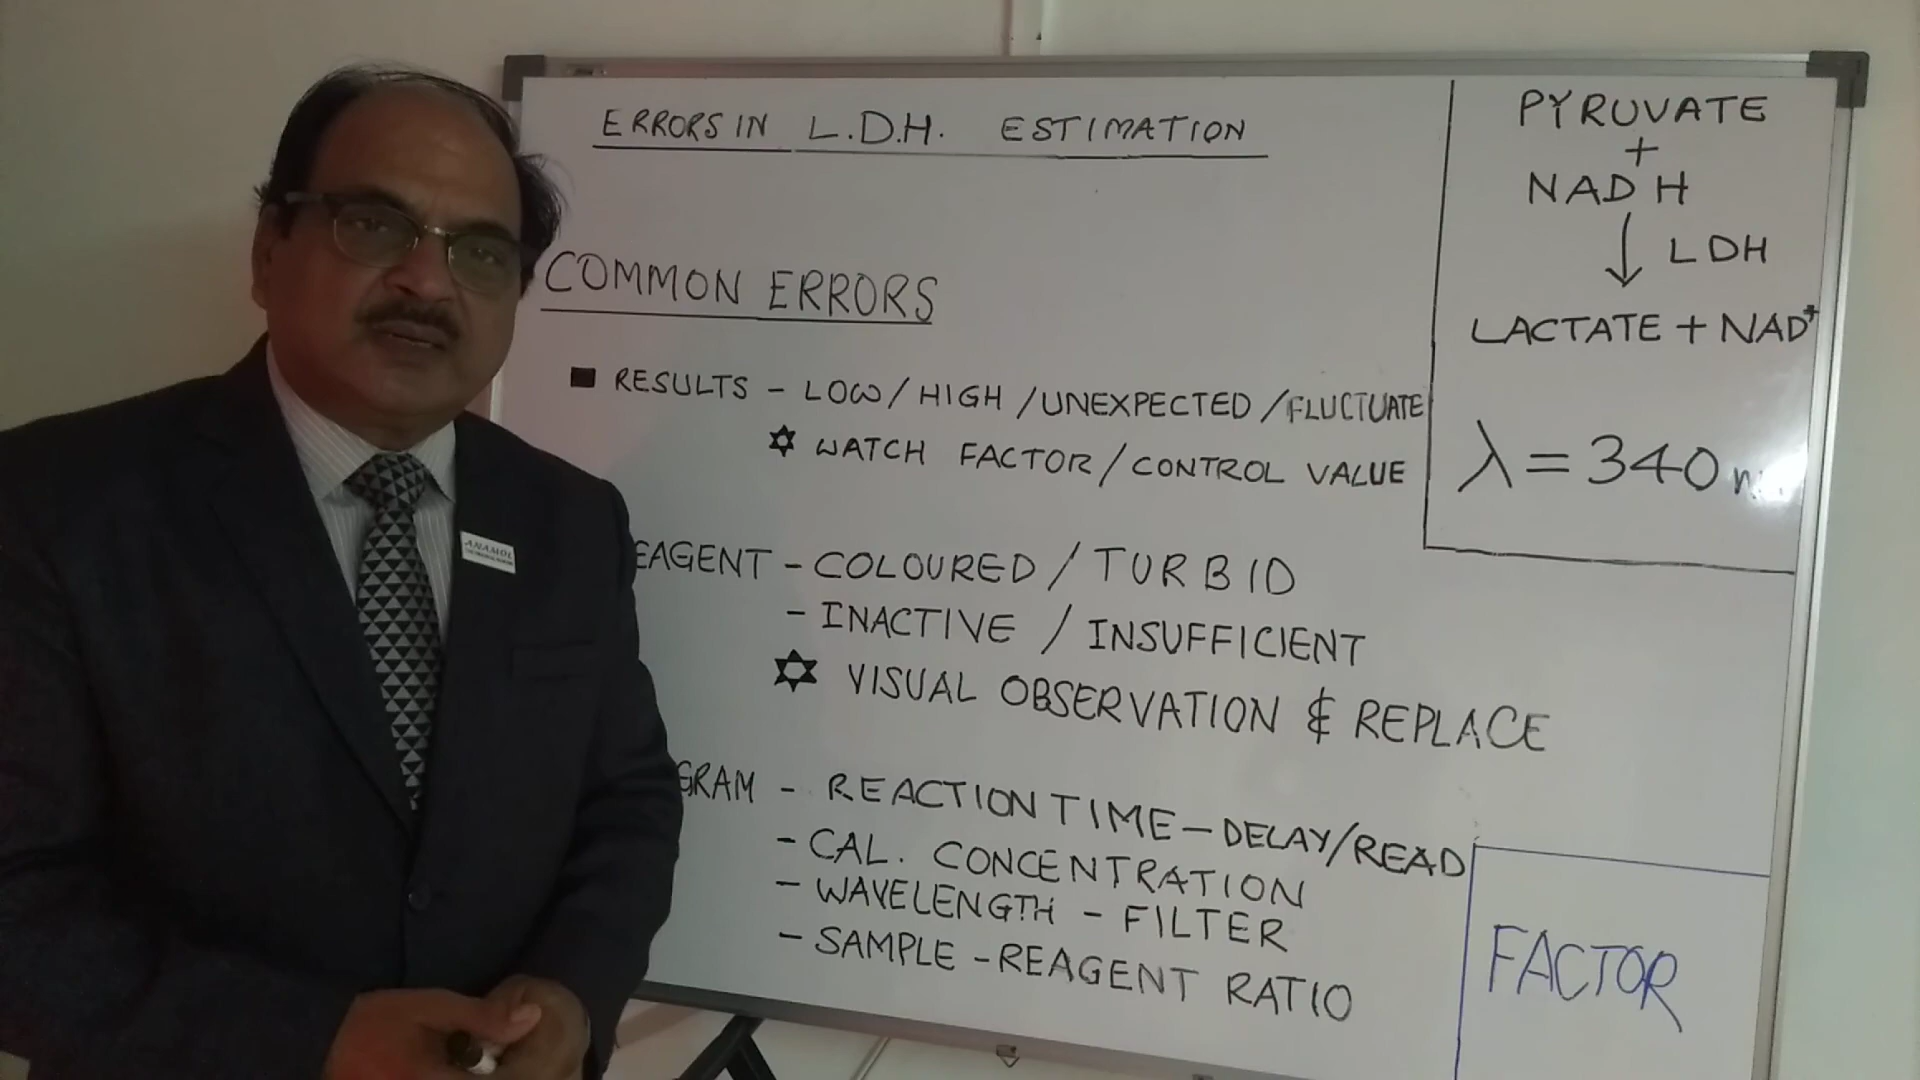 ERRORS IN L.D.H. ESTIMATION
COMMON ERRORS
■ RESULTS - LOW/HIGH/UNEXPECTED/FLUCTUATE
✡ WATCH FACTOR/CONTROL VALUE
EAGENT - COLOURED/TURBID
- INACTIVE/INSUFFICIENT
✡ VISUAL OBSERVATION & REPLACE
GRAM - REACTION TIME - DELAY/READ
- CAL. CONCENTRATION
- WAVELENGTH - FILTER
- SAMPLE - REAGENT RATIO
PYRUVATE
+
NADH
↓ LDH
LACTATE + NAD⁺
λ = 340 n
FACTOR
ANAMOL